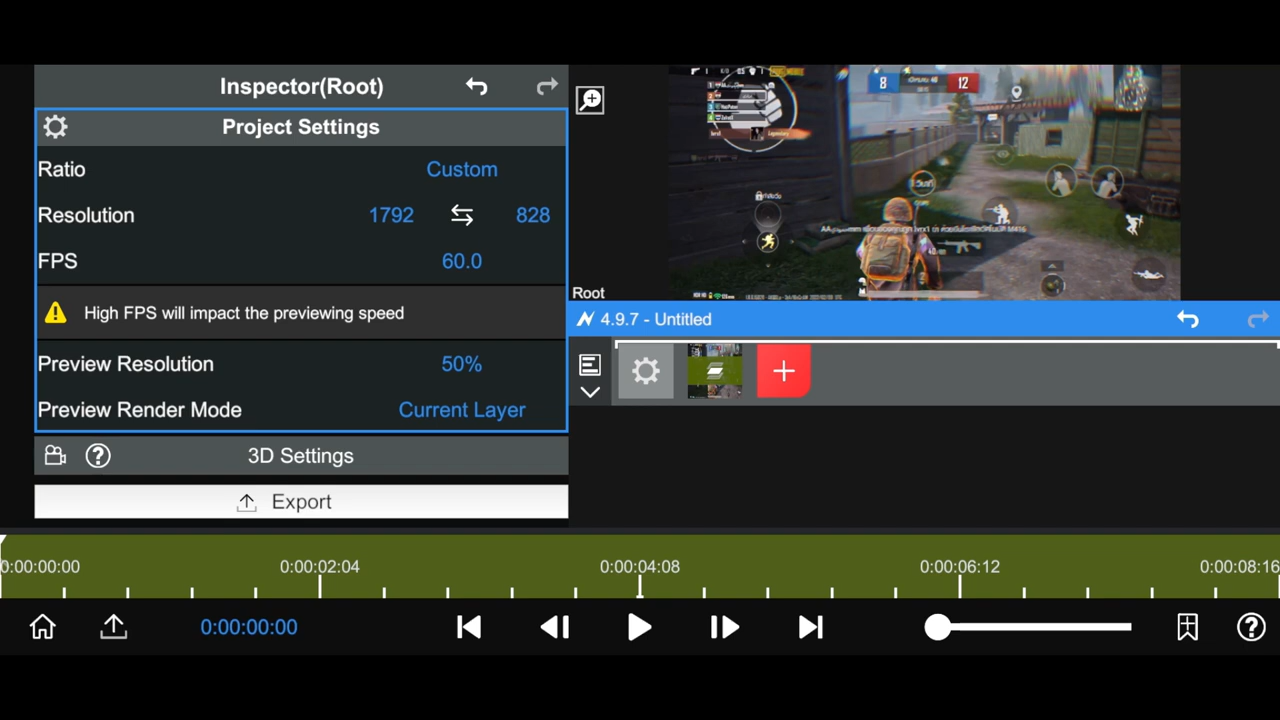 Inspector(Root)
Project Settings
Ratio
Custom
Resolution
1792
828
FPS
60.0
High FPS will impact the previewing speed
Preview Resolution
50%
Preview Render Mode
Current Layer
3D Settings
Export
8
12
Root
4.9.7 - Untitled
0:00:00:00
0:00:02:04
0:00:04:08
0:00:06:12
0:00:08:16
0:00:00:00